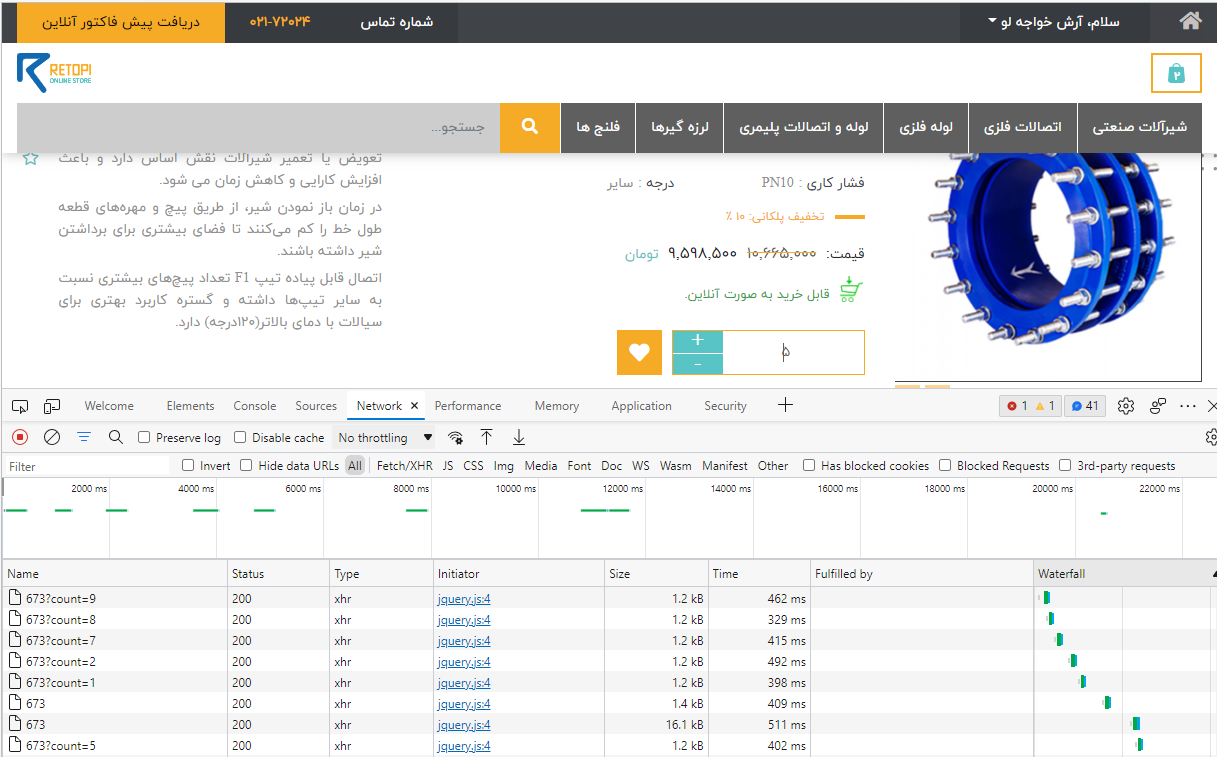 سلام، آرش خواجه لو
شماره تماس
۰۲۱-۷۲۰۲۴
دریافت پیش فاکتور آنلاین
۲
RETOPI
ONLINE STORE
شیرآلات صنعتی
اتصالات فلزی
لوله فلزی
لوله و اتصالات پلیمری
لرزه گیرها
فلنج ها
جستجو...
فشار کاری : PN10
درجه : سایر
تخفیف پلکانی: ۱۰ ٪
قیمت: ۱۰,۶۶۵,۰۰۰ ۹,۵۹۸,۵۰۰ تومان
قابل خرید به صورت آنلاین.
+
۵
-
تعویض یا تعمیر شیرآلات نقش اساس دارد و باعث
افزایش کارایی و کاهش زمان می شود.
در زمان باز نمودن شیر، از طریق پیچ و مهره‌های قطعه
طول خط را کم می‌کنند تا فضای بیشتری برای برداشتن
شیر داشته باشند.
اتصال قابل پیاده تیپ F1 تعداد پیچ‌های بیشتری نسبت
به سایر تیپ‌ها داشته و گستره کاربرد بهتری برای
سیالات با دمای بالاتر(۱۲۰درجه) دارد.
Welcome Elements Console Sources Network Performance Memory Application Security 1 1 41
Preserve log Disable cache No throttling
Filter Invert Hide data URLs All Fetch/XHR JS CSS Img Media Font Doc WS Wasm Manifest Other Has blocked cookies Blocked Requests 3rd-party requests
2000 ms 4000 ms 6000 ms 8000 ms 10000 ms 12000 ms 14000 ms 16000 ms 18000 ms 20000 ms 22000 ms
Name Status Type Initiator Size Time Fulfilled by Waterfall
673?count=9 200 xhr jquery.js:4 1.2 kB 462 ms
673?count=8 200 xhr jquery.js:4 1.2 kB 329 ms
673?count=7 200 xhr jquery.js:4 1.2 kB 415 ms
673?count=2 200 xhr jquery.js:4 1.2 kB 492 ms
673?count=1 200 xhr jquery.js:4 1.2 kB 398 ms
673 200 xhr jquery.js:4 1.4 kB 409 ms
673 200 xhr jquery.js:4 16.1 kB 511 ms
673?count=5 200 xhr jquery.js:4 1.2 kB 402 ms